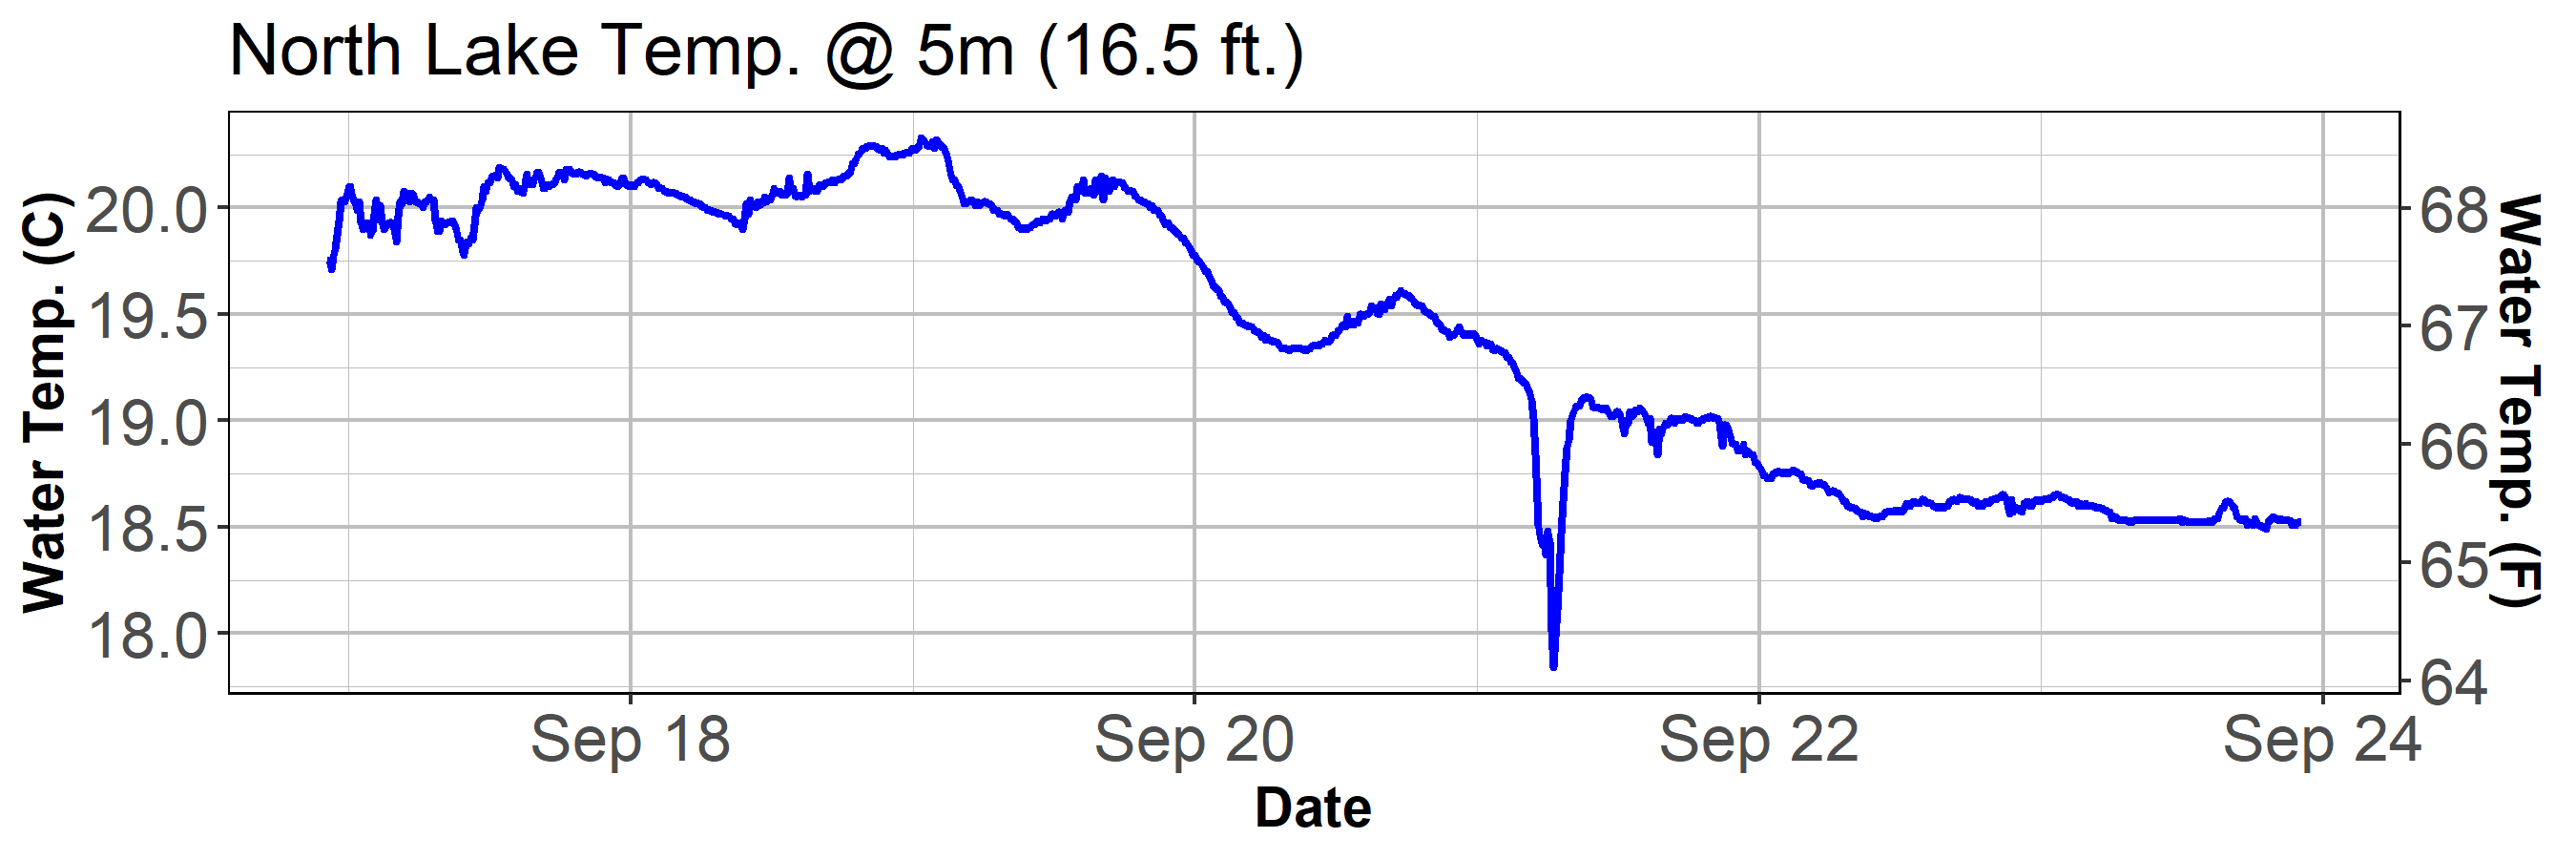 North Lake Temp. @ 5m (16.5 ft.)
Water Temp. (C)
20.0
19.5
19.0
18.5
18.0
68
67
66
65
64
Water Temp. (F)
Sep 18
Sep 20
Sep 22
Sep 24
Date